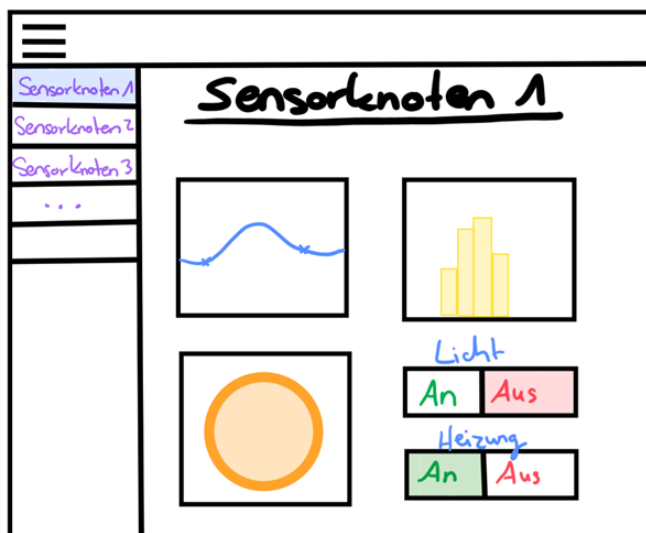 Sensorknoten 1
Sensorknoten 2
Sensorknoten 3
...
Sensorknoten 1
Licht
An Aus
Heizung
An Aus